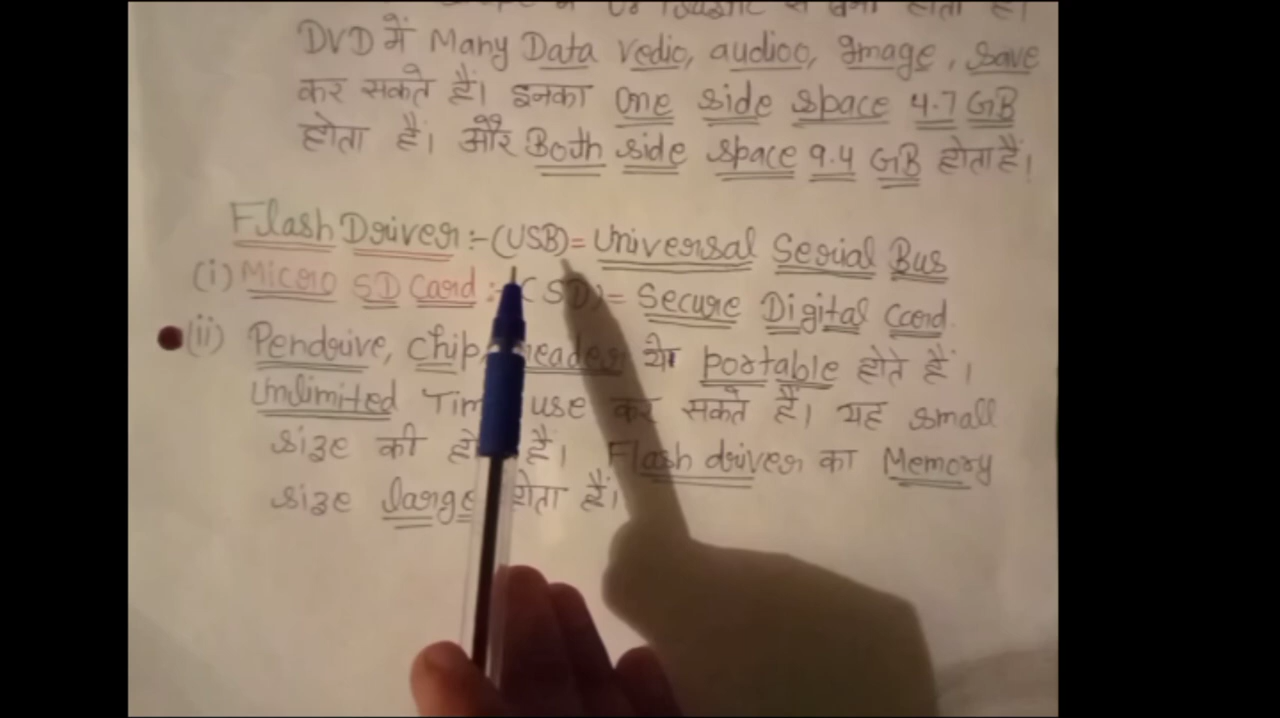 से बना होता है।
DVD में Many Data vedio, audioo, Image, save
कर सकते हैं। इनका One side space 4.7 GB
होता हैं। और Both side space 9.4 GB होता हैं।
Flash Driver :- (USB) = Universal Serial Bus
(i) Micro SD Card :- (SD) = Secure Digital Ccard.
(ii) Pendrive, Chip, reader ये portable होते हैं।
Unlimited Time use कर सकते हैं। यह small
size की होता हैं। Flash driver का Memory
size large होता हैं।